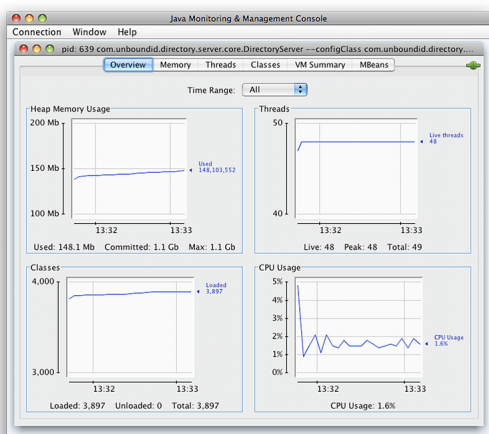 Java Monitoring & Management Console
Connection Window Help
pid: 639 com.unboundid.directory.server.core.DirectoryServer --configClass com.unboundid.directory....
Overview Memory Threads Classes VM Summary MBeans
Time Range: All
Heap Memory Usage
200 Mb
150 Mb
100 Mb
Used
148,103,552
13:32 13:33
Used: 148.1 Mb Committed: 1.1 Gb Max: 1.1 Gb
Threads
50
40
Live threads
48
13:32 13:33
Live: 48 Peak: 48 Total: 49
Classes
4,000
3,000
Loaded
3,897
13:32 13:33
Loaded: 3,897 Unloaded: 0 Total: 3,897
CPU Usage
5%
4%
3%
2%
1%
0%
CPU Usage
1.6%
13:32 13:33
CPU Usage: 1.6%